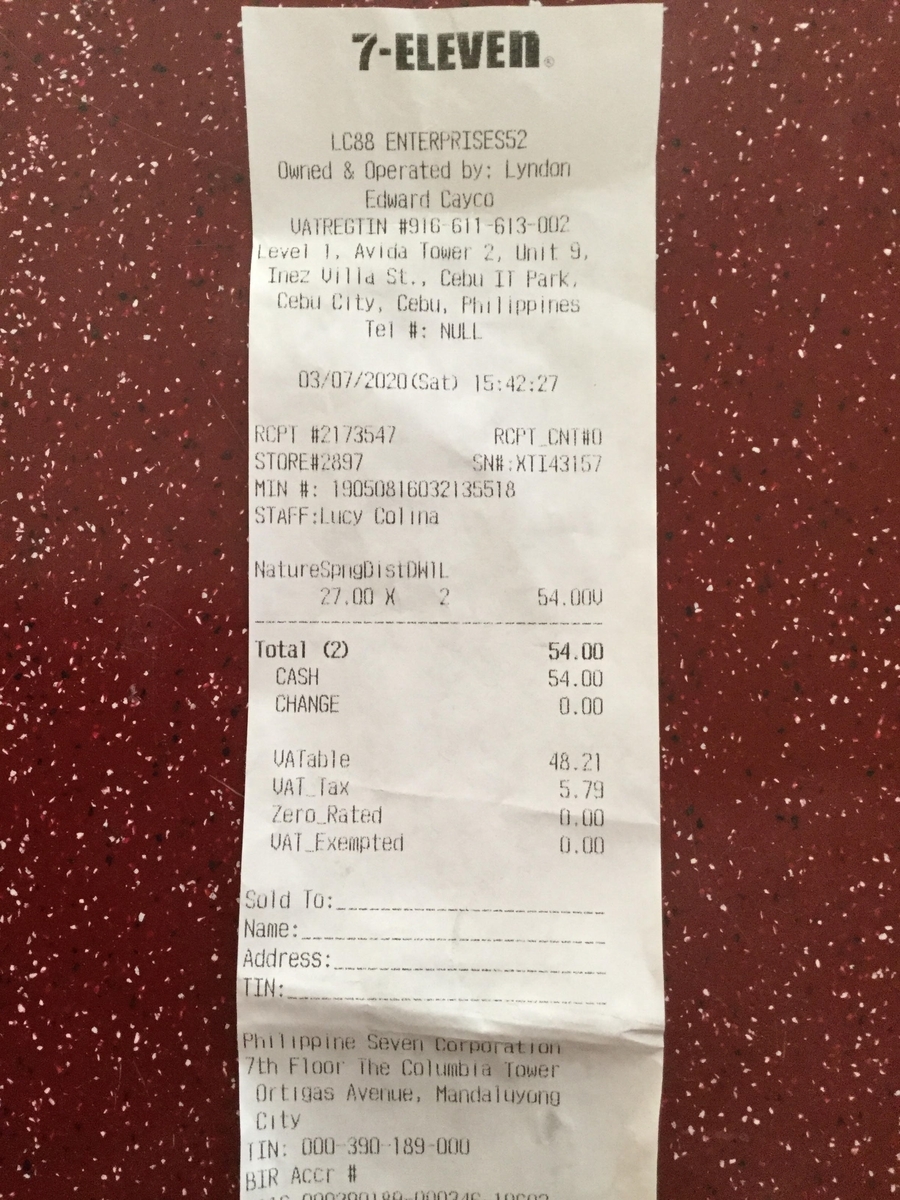 7-ELEVEn®
LC88 ENTERPRISES52
Owned & Operated by: Lyndon
Edward Cayco
VATREGTIN #916-611-613-002
Level 1, Avida Tower 2, Unit 9,
Inez Villa St., Cebu IT Park,
Cebu City, Cebu, Philippines
Tel #: NULL
03/07/2020(Sat) 15:42:27
RCPT #2173547 RCPT_CNT#0
STORE#2897 SN#:XTI43157
MIN #: 19050816032135518
STAFF:Lucy Colina
NatureSpngDistDW1L
27.00 X 2 54.00V
Total (2) 54.00
CASH 54.00
CHANGE 0.00
VATable 48.21
VAT_Tax 5.79
Zero_Rated 0.00
VAT_Exempted 0.00
Sold To:
Name:
Address:
TIN:
Philippine Seven Corporation
7th Floor The Columbia Tower
Ortigas Avenue, Mandaluyong
City
TIN: 000-390-189-000
BIR Accr #